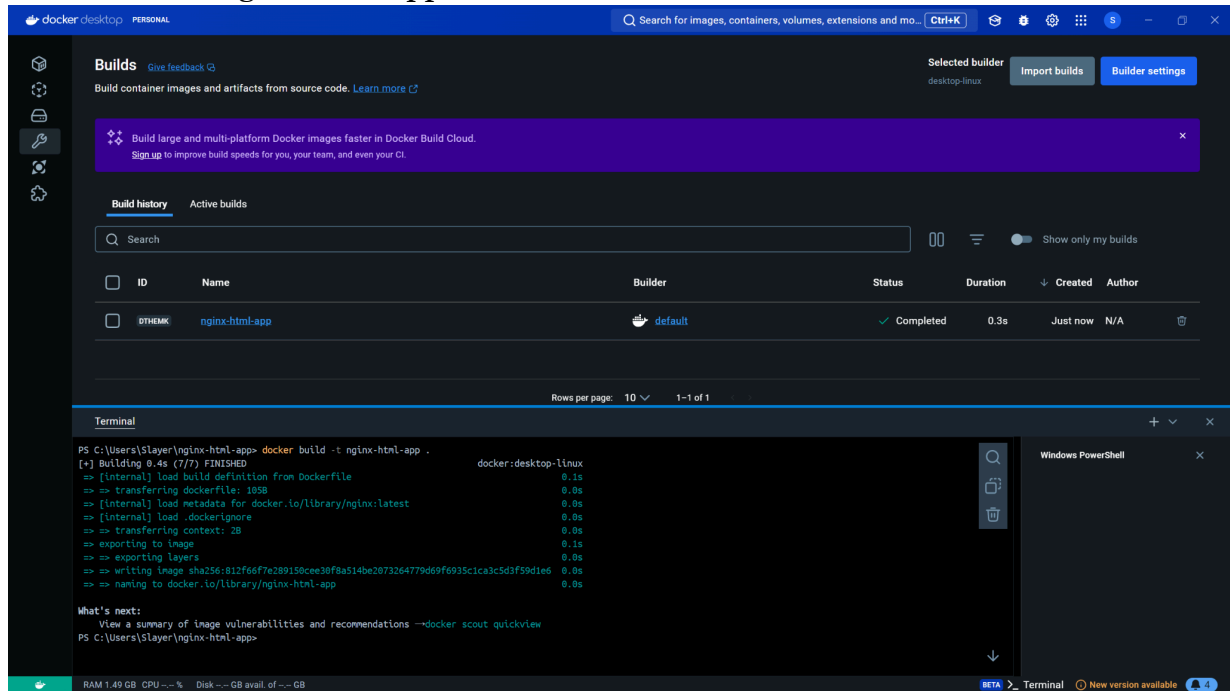 docker desktop PERSONAL
Search for images, containers, volumes, extensions and mo... Ctrl+K
S
Builds Give feedback
Build container images and artifacts from source code. Learn more
Selected builder
desktop-linux
Import builds
Builder settings
Build large and multi-platform Docker images faster in Docker Build Cloud.
Sign up to improve build speeds for you, your team, and even your CI.
Build history Active builds
Search
Show only my builds
ID Name Builder Status Duration Created Author
DTHEMK nginx-html-app default Completed 0.3s Just now N/A
Rows per page: 10 1–1 of 1
Terminal
PS C:\Users\Slayer\nginx-html-app> docker build -t nginx-html-app .
[+] Building 0.4s (7/7) FINISHED docker:desktop-linux
=> [internal] load build definition from Dockerfile 0.1s
=> => transferring dockerfile: 105B 0.0s
=> [internal] load metadata for docker.io/library/nginx:latest 0.0s
=> [internal] load .dockerignore 0.0s
=> => transferring context: 2B 0.0s
=> exporting to image 0.1s
=> => exporting layers 0.0s
=> => writing image sha256:812f66f7e289150cee30f8a514be2073264779d69f6935c1ca3c5d3f59d1e6 0.0s
=> => naming to docker.io/library/nginx-html-app 0.0s
What's next:
View a summary of image vulnerabilities and recommendations → docker scout quickview
PS C:\Users\Slayer\nginx-html-app>
Windows PowerShell
RAM 1.49 GB CPU --.-- % Disk --.-- GB avail. of --.-- GB
BETA >_ Terminal New version available 4